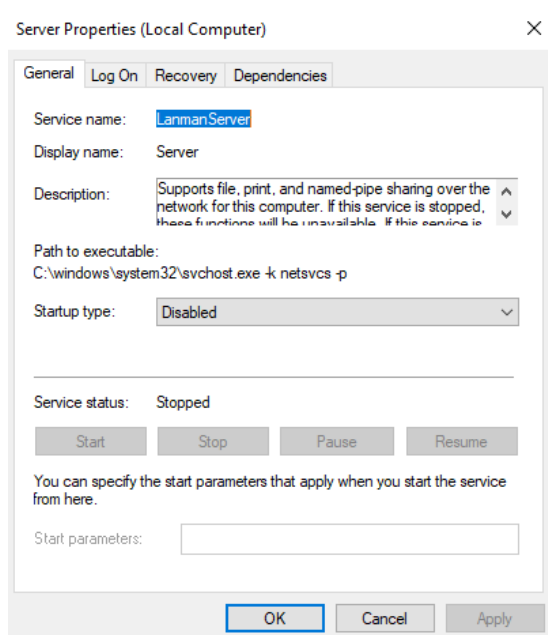 Server Properties (Local Computer)
General Log On Recovery Dependencies
Service name: LanmanServer
Display name: Server
Description: Supports file, print, and named-pipe sharing over the
network for this computer. If this service is stopped,
these functions will be unavailable. If this service is
Path to executable:
C:\windows\system32\svchost.exe -k netsvcs -p
Startup type: Disabled
Service status: Stopped
Start Stop Pause Resume
You can specify the start parameters that apply when you start the service
from here.
Start parameters:
OK Cancel Apply